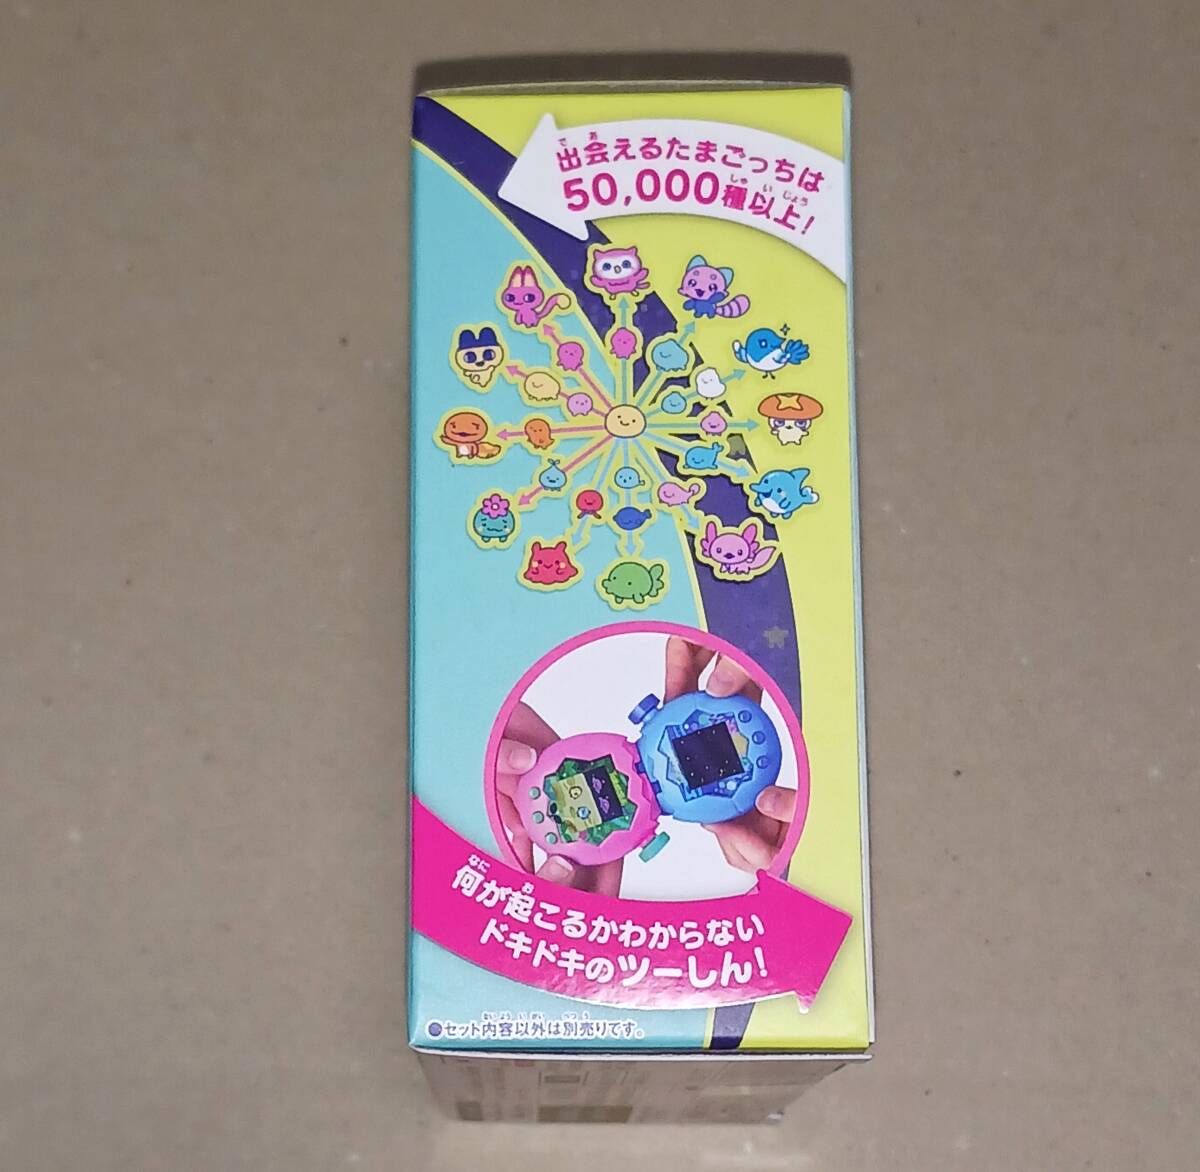 出会えるたまごっちは
50,000種以上!
何が起こるかわからない
ドキドキのツーしん!
●セット内容以外は別売りです。